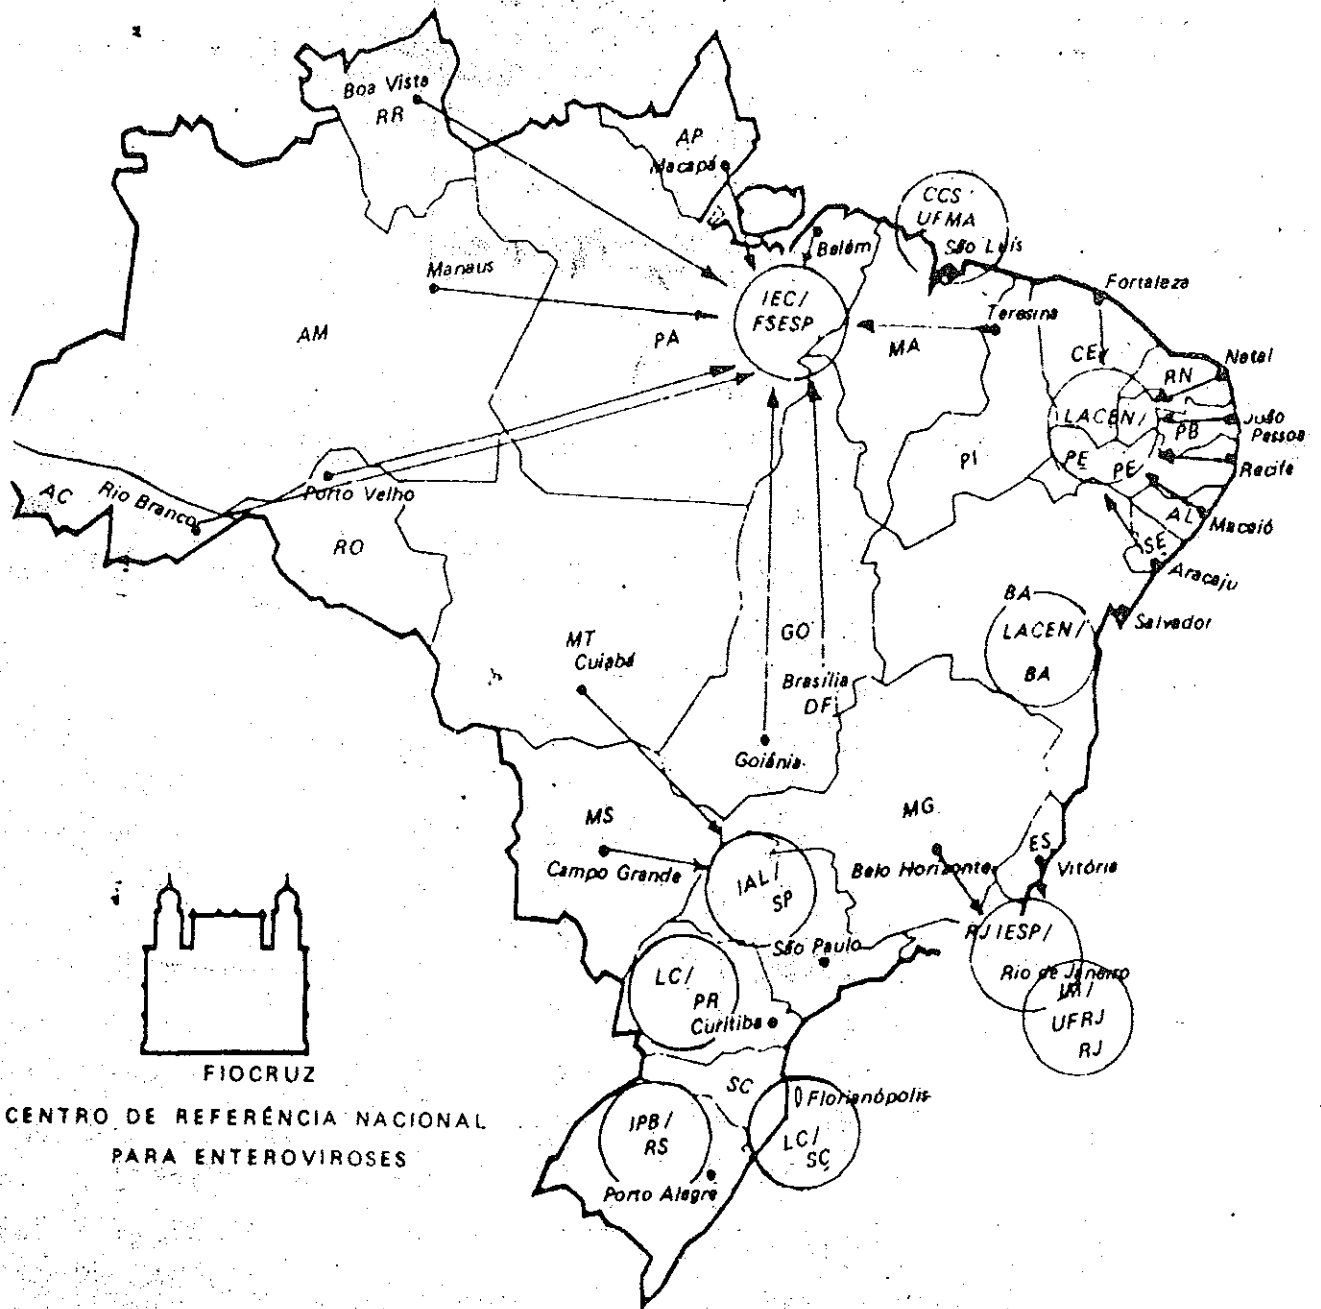 Boa Vista
RR
AP
Macapá
CCS
UFMA
São Luís
Belém
Manaus
IEC/
FSESP
Fortaleza
Teresina
AM
PA
MA
CE
Natal
RN
LACEN/
João
Pessoa
PB
PI
PE
PE
Recife
AC
Rio Branco
Porto Velho
AL
Maceió
RO
SE
Aracaju
BA
LACEN/
BA
Salvador
MT
Cuiabá
GO
Brasília
DF
Goiânia
MS
MG
ES
Campo Grande
IAL/
SP
Belo Horizonte
Vitória
RJ IESP/
São Paulo
LC/
PR
Rio de Janeiro
IM/
UFRJ
RJ
Curitiba
FIOCRUZ
SC
Florianópolis
CENTRO DE REFERÊNCIA NACIONAL
PARA ENTEROVIROSES
IPB/
RS
LC/
SC
Porto Alegre